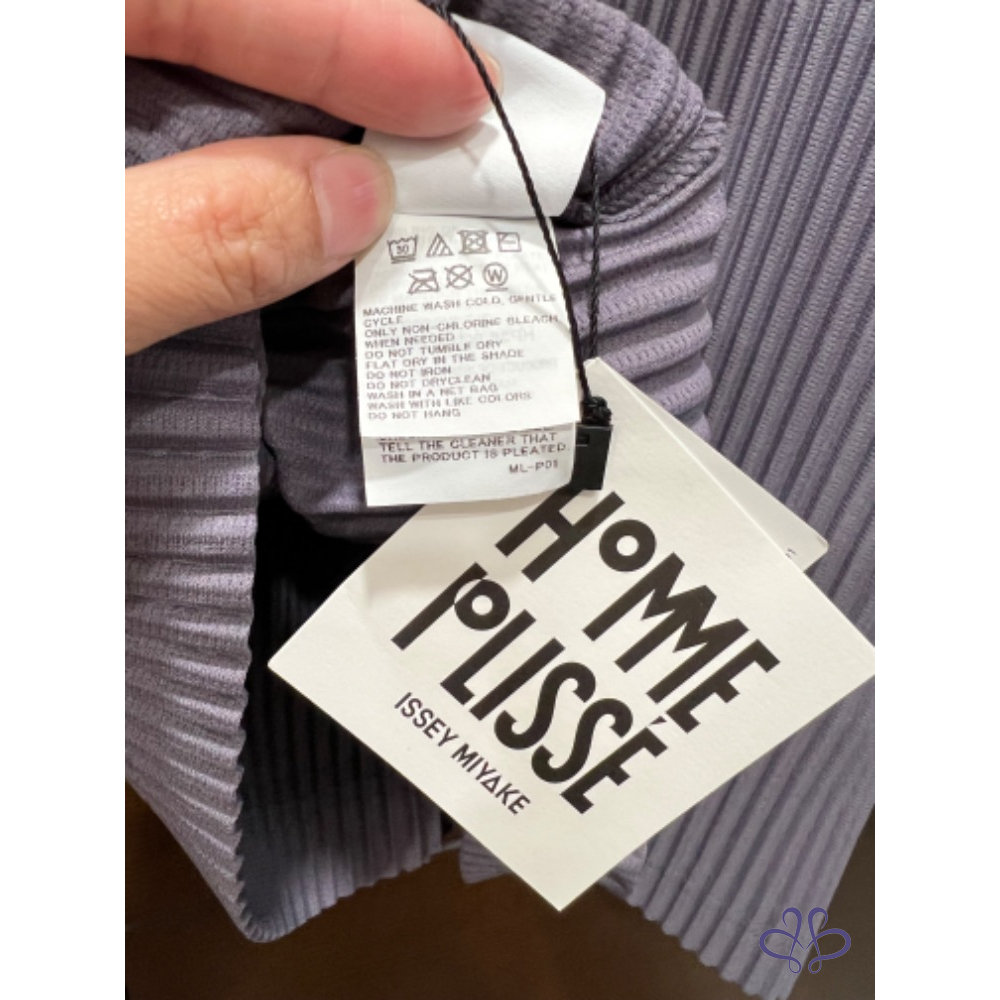 30
W
MACHINE WASH COLD, GENTLE
CYCLE
ONLY NON-CHLORINE BLEACH
WHEN NEEDED
DO NOT TUMBLE DRY
FLAT DRY IN THE SHADE
DO NOT IRON
DO NOT DRYCLEAN
WASH IN A NET BAG
WASH WITH LIKE COLORS
DO NOT HANG
TELL THE CLEANER THAT
THE PRODUCT IS PLEATED
ML-P01
HOMME
PLISSÉ
ISSEY MIYAKE